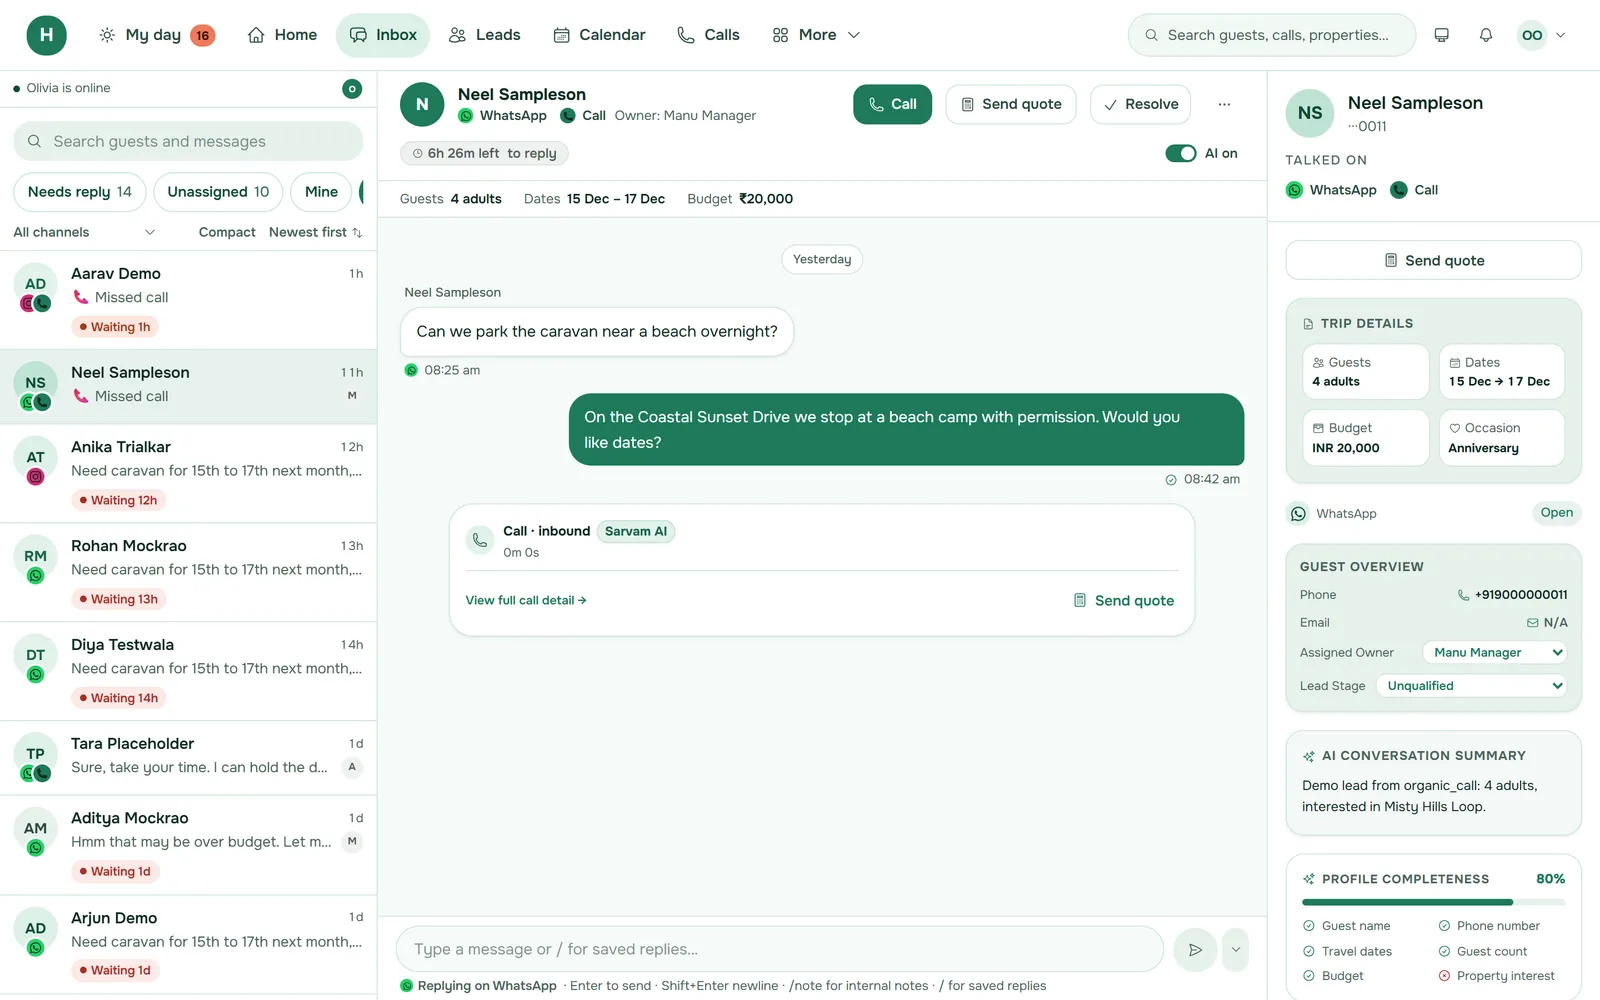 H
My day 16
Home
Inbox
Leads
Calendar
Calls
More
Search guests, calls, properties...
OO
Olivia is online
O
Search guests and messages
Needs reply 14
Unassigned 10
Mine
All channels
Compact
Newest first
AD
Aarav Demo
1h
Missed call
Waiting 1h
NS
Neel Sampleson
11h
Missed call
M
AT
Anika Trialkar
12h
Need caravan for 15th to 17th next month,...
Waiting 12h
RM
Rohan Mockrao
13h
Need caravan for 15th to 17th next month,...
Waiting 13h
DT
Diya Testwala
14h
Need caravan for 15th to 17th next month,...
Waiting 14h
TP
Tara Placeholder
1d
Sure, take your time. I can hold the d...
A
AM
Aditya Mockrao
1d
Hmm that may be over budget. Let m...
M
Waiting 1d
AD
Arjun Demo
1d
Need caravan for 15th to 17th next month,...
Waiting 1d
N
Neel Sampleson
WhatsApp Call Owner: Manu Manager
Call
Send quote
Resolve
...
6h 26m left to reply
AI on
Guests 4 adults Dates 15 Dec – 17 Dec Budget ₹20,000
Yesterday
Neel Sampleson
Can we park the caravan near a beach overnight?
08:25 am
On the Coastal Sunset Drive we stop at a beach camp with permission. Would you
like dates?
08:42 am
Call · inbound Sarvam AI
0m 0s
View full call detail →
Send quote
Type a message or / for saved replies...
Replying on WhatsApp · Enter to send · Shift+Enter newline · /note for internal notes · / for saved replies
NS
Neel Sampleson
···0011
TALKED ON
WhatsApp Call
Send quote
TRIP DETAILS
Guests
4 adults
Dates
15 Dec → 17 Dec
Budget
INR 20,000
Occasion
Anniversary
WhatsApp
Open
GUEST OVERVIEW
Phone +919000000011
Email N/A
Assigned Owner Manu Manager
Lead Stage Unqualified
AI CONVERSATION SUMMARY
Demo lead from organic_call: 4 adults,
interested in Misty Hills Loop.
PROFILE COMPLETENESS 80%
Guest name
Phone number
Travel dates
Guest count
Budget
Property interest